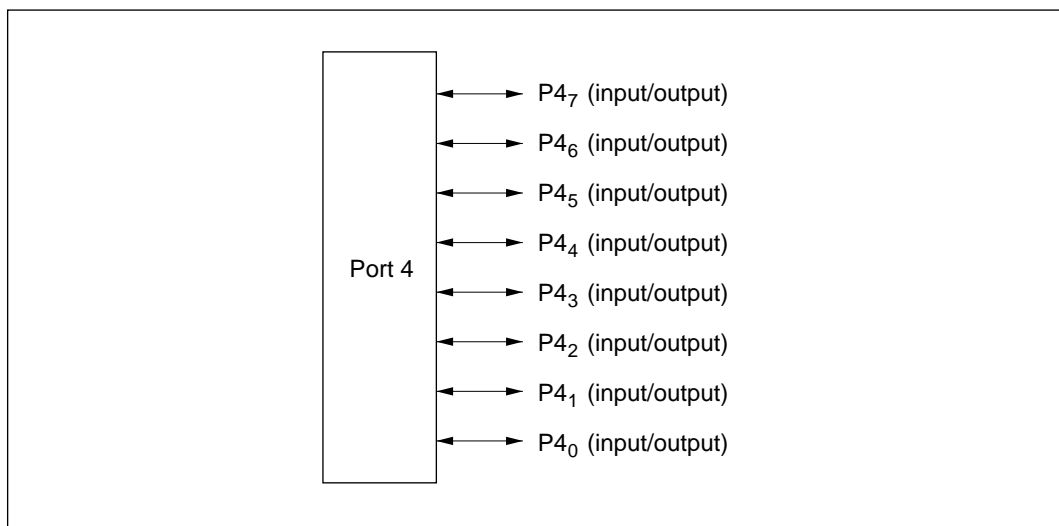 P4₇ (input/output)
P4₆ (input/output)
P4₅ (input/output)
P4₄ (input/output)
Port 4
P4₃ (input/output)
P4₂ (input/output)
P4₁ (input/output)
P4₀ (input/output)